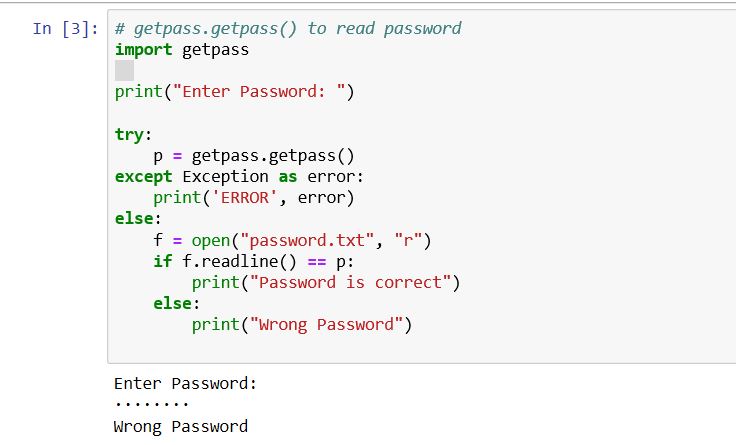 In [3]: # getpass.getpass() to read password
import getpass
print("Enter Password: ")
try:
    p = getpass.getpass()
except Exception as error:
    print('ERROR', error)
else:
    f = open("password.txt", "r")
    if f.readline() == p:
        print("Password is correct")
    else:
        print("Wrong Password")
Enter Password:
········
Wrong Password